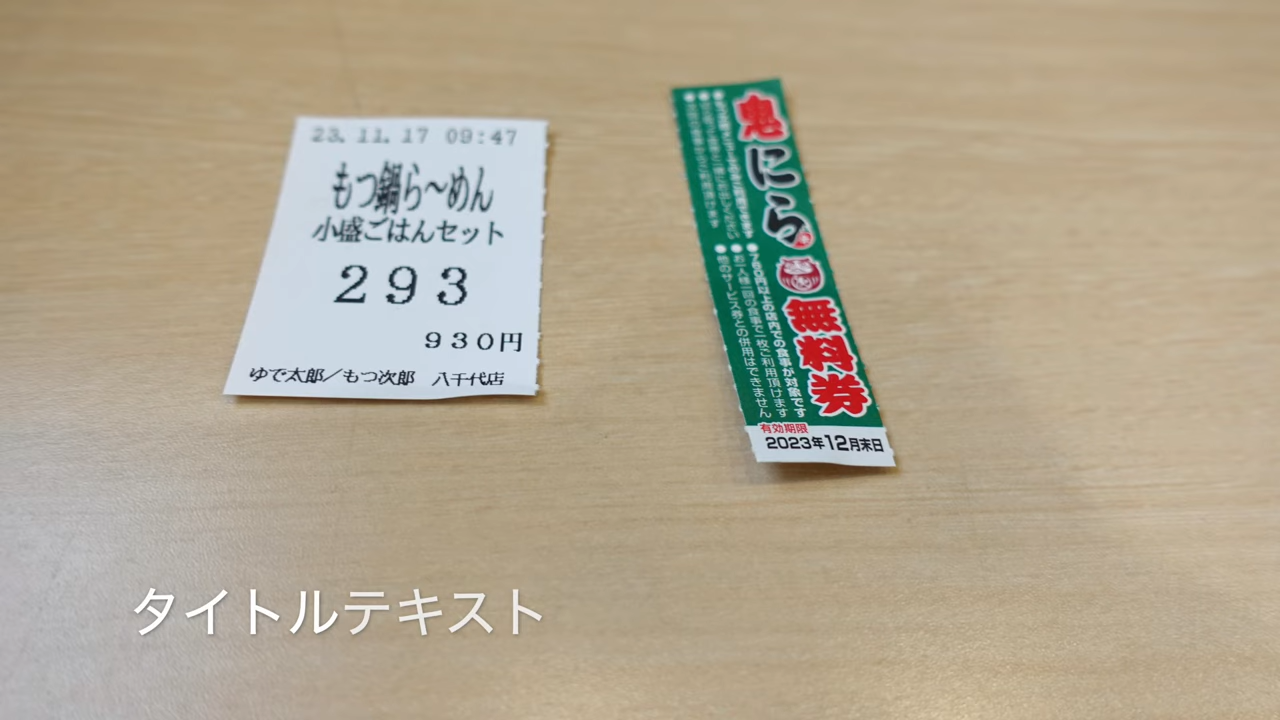 23.11.17 09:47
もつ鍋ら～めん
小盛ごはんセット
293
930円
ゆで太郎／もつ次郎 八千代店
鬼にら
無料券
●760円以上の店内での食事が対象です
●お一人様一回の食事で一枚ご利用頂けます
●他のサービス券との併用はできません
有効期限
2023年12月末日
タイトルテキスト